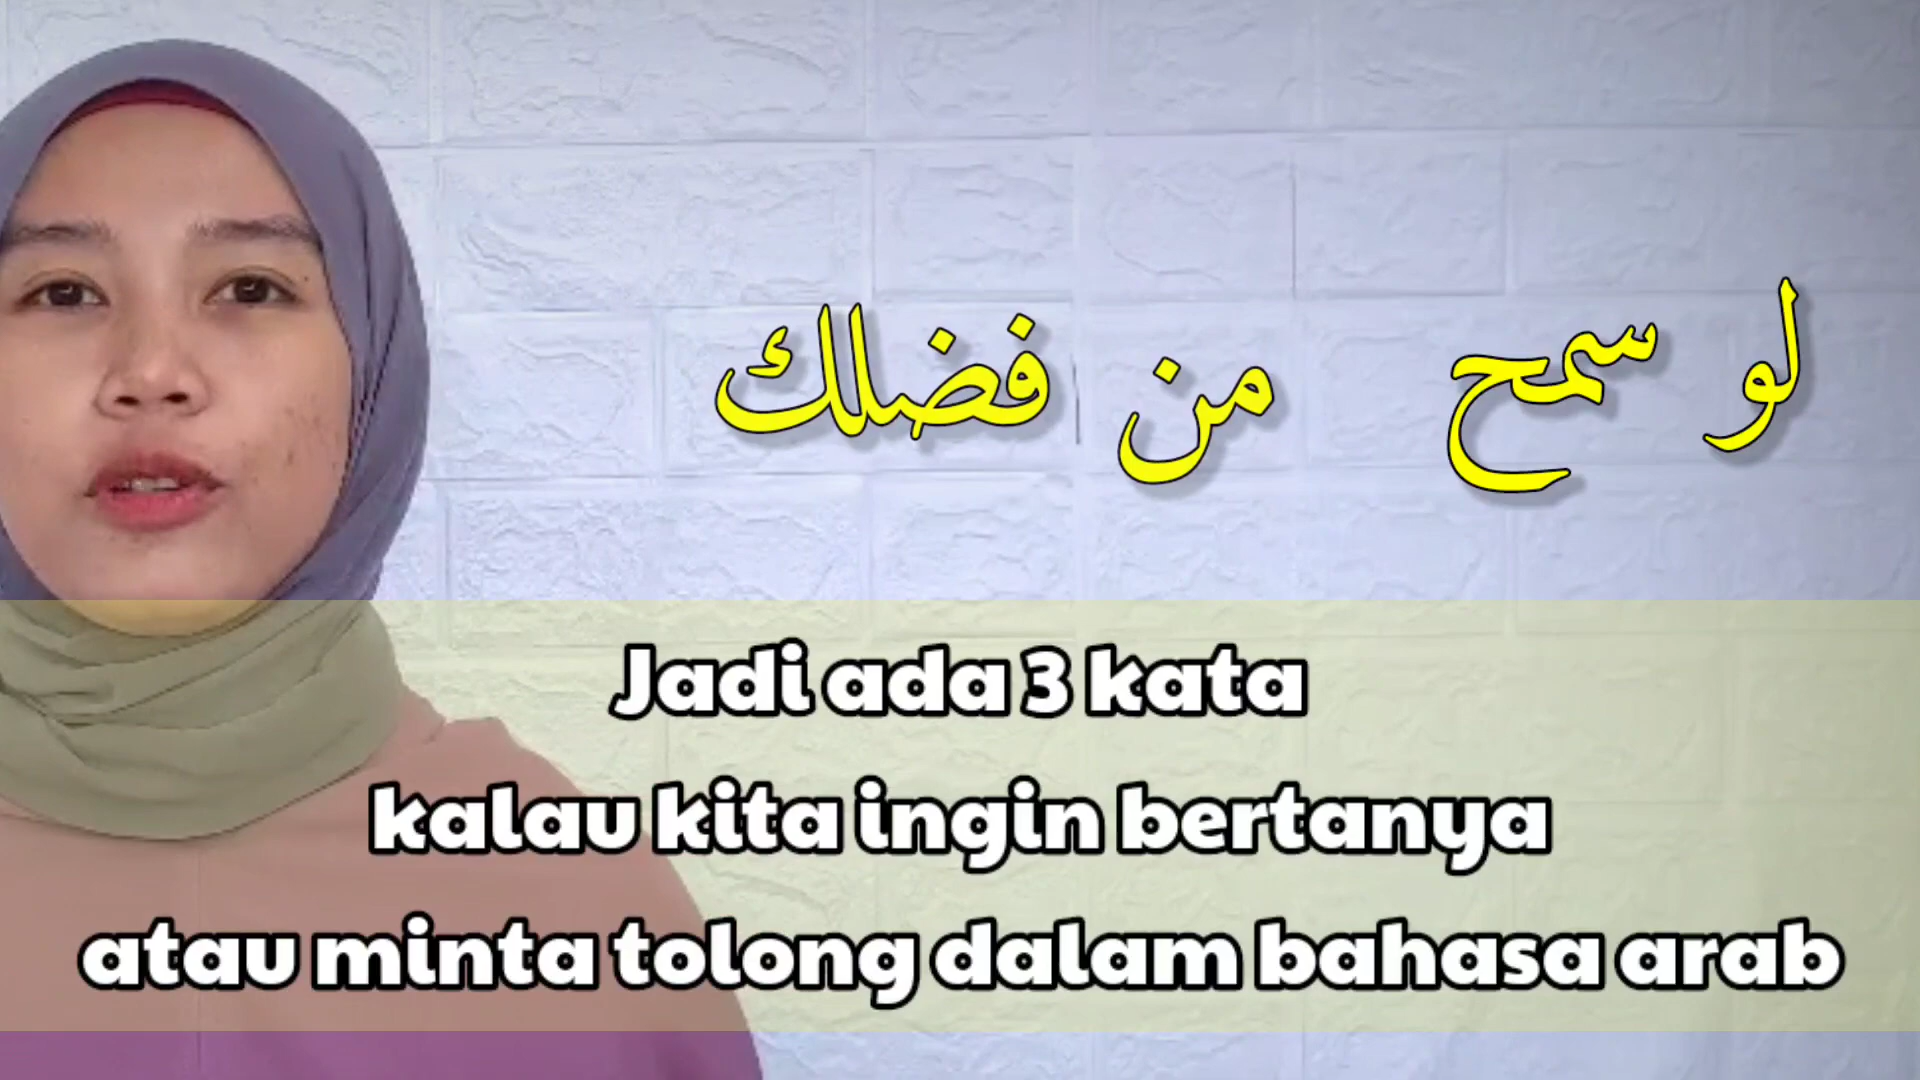 لو سمح من فضلك
Jadi ada 3 kata
kalau kita ingin bertanya
atau minta tolong dalam bahasa arab